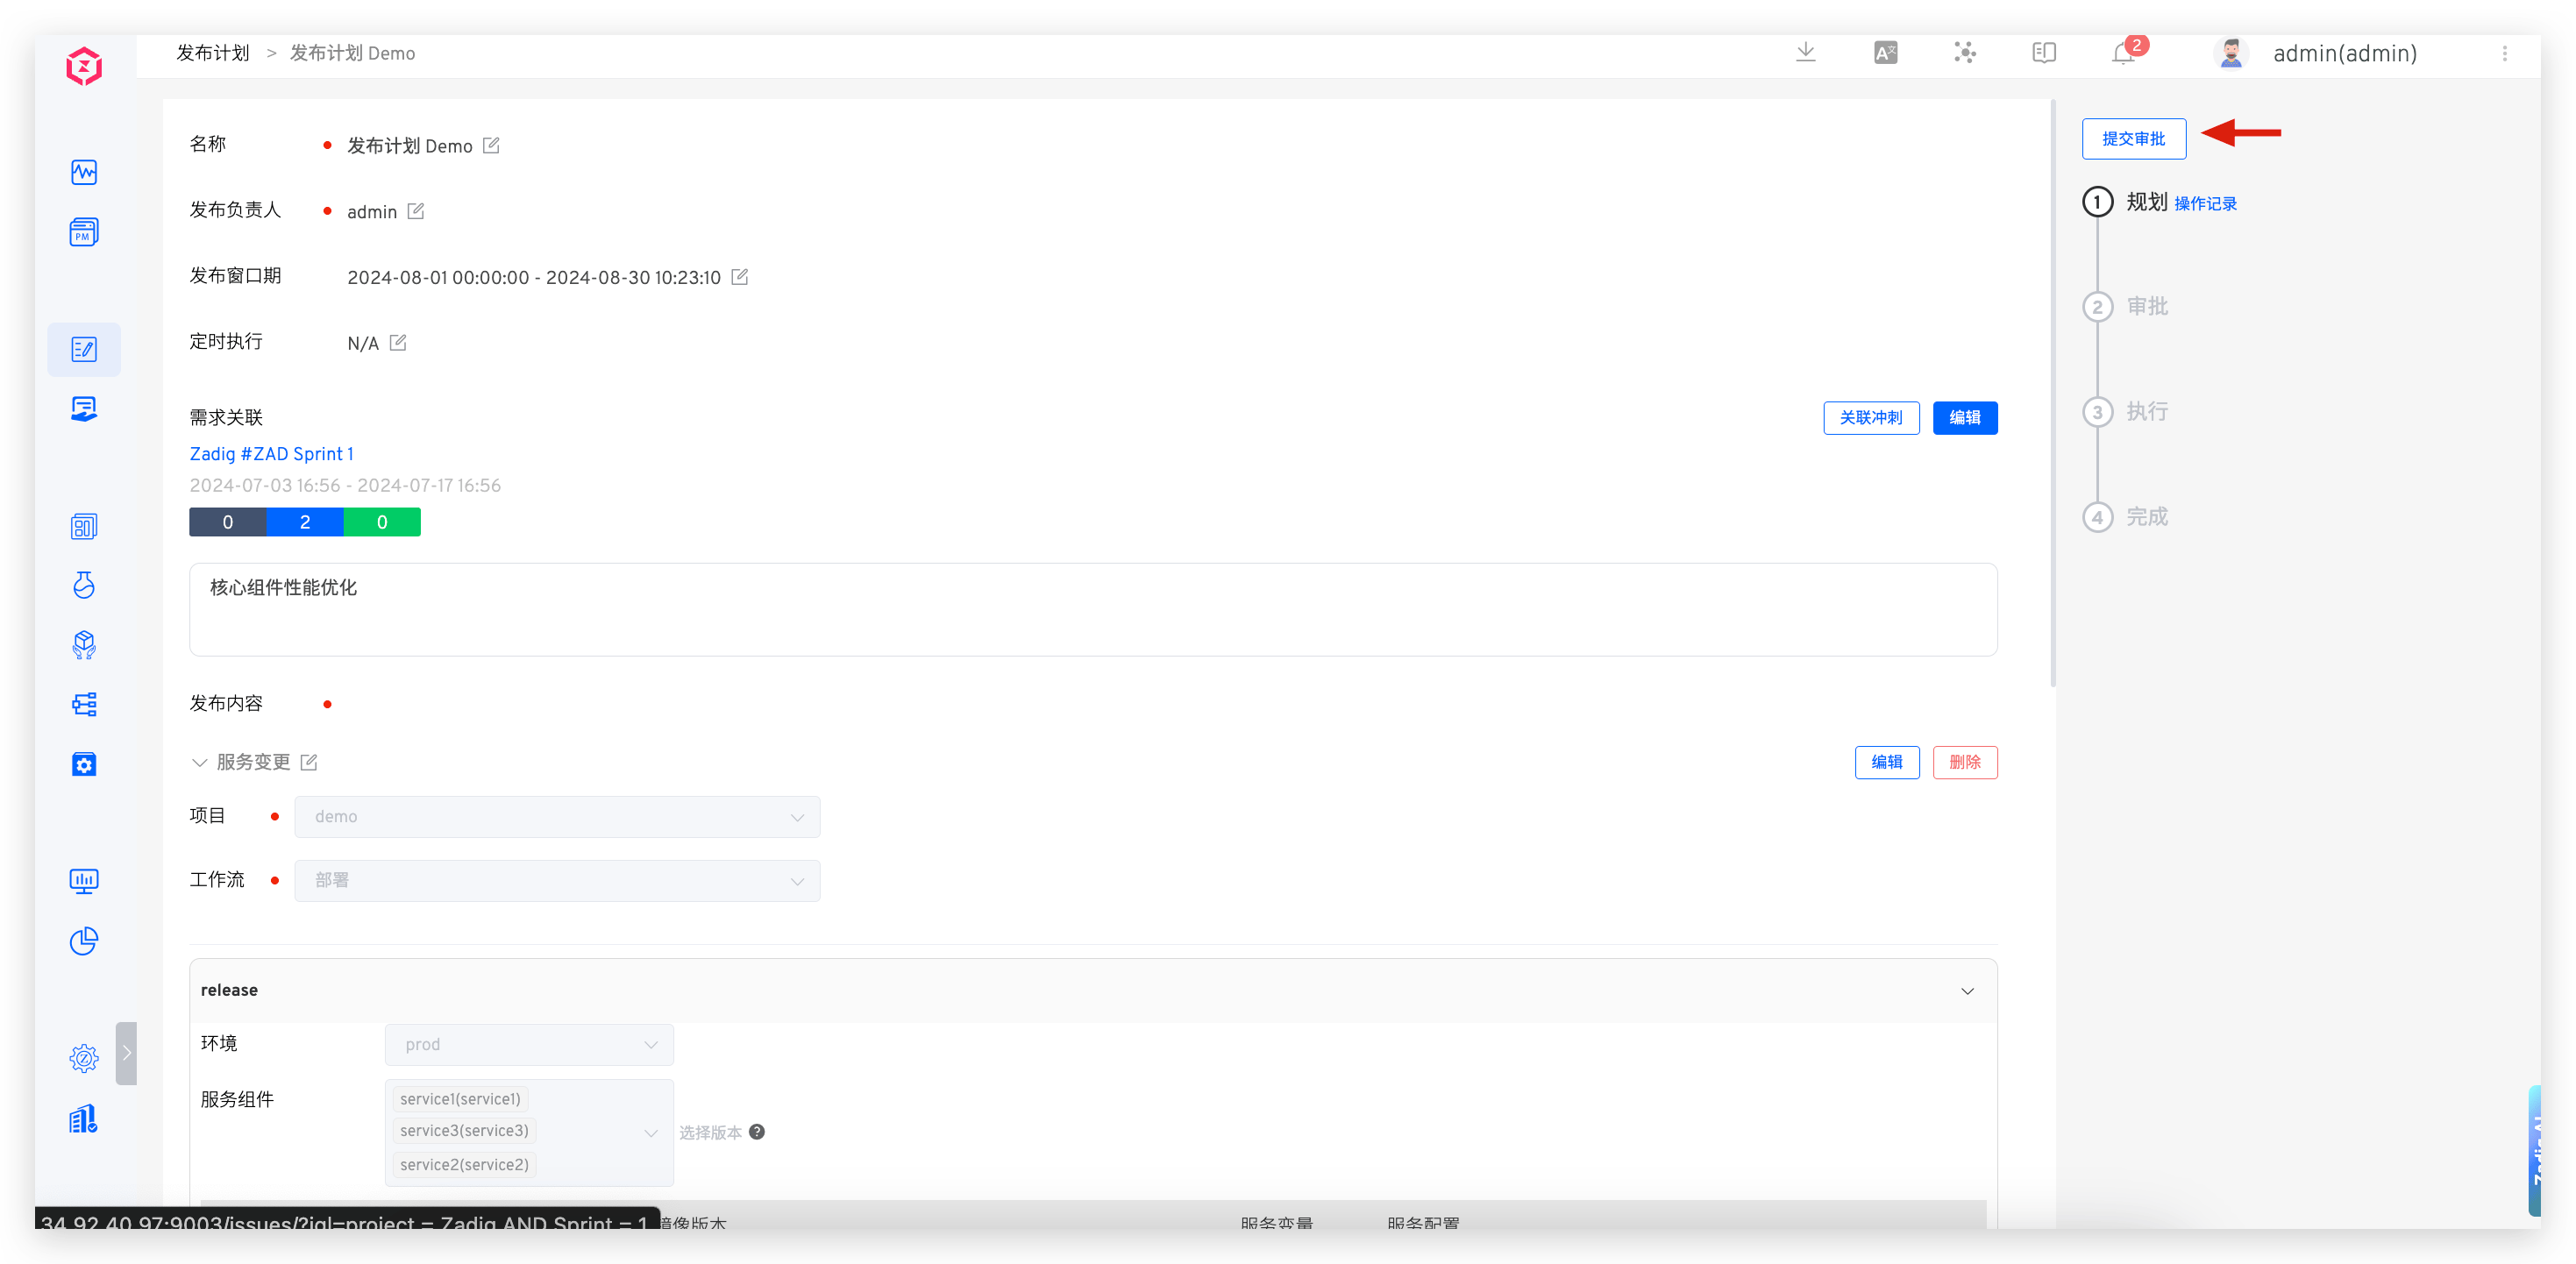 发布计划 > 发布计划 Demo
2
admin(admin)
PM
名称 发布计划 Demo
发布负责人 admin
发布窗口期 2024-08-01 00:00:00 - 2024-08-30 10:23:10
定时执行 N/A
需求关联 关联冲刺 编辑
Zadig #ZAD Sprint 1
2024-07-03 16:56 - 2024-07-17 16:56
0 2 0
核心组件性能优化
发布内容
服务变更 编辑 删除
项目 demo
工作流 部署
release
环境 prod
服务组件 service1(service1)
service3(service3)
service2(service2)
选择版本
镜像版本 服务变量 服务配置
34.92.40.97:9003/issues/?jql=project = Zadig AND Sprint = 1
提交审批
1 规划 操作记录
2 审批
3 执行
4 完成